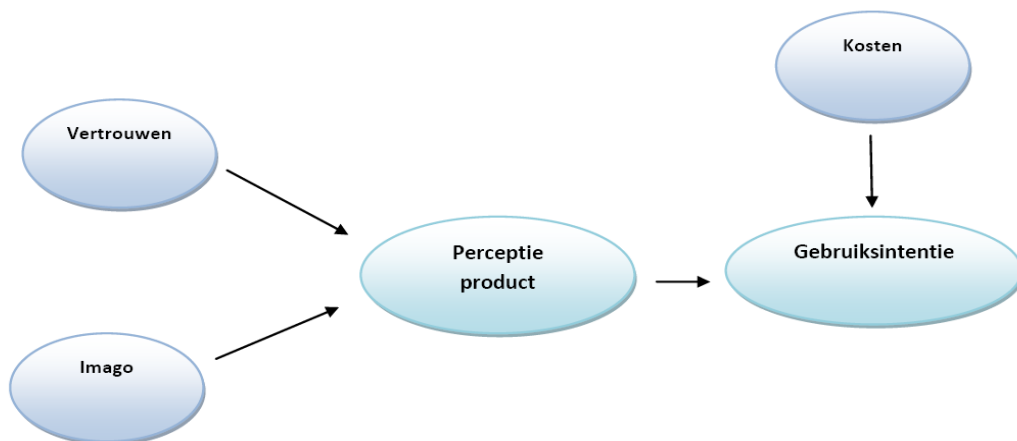 Kosten
Vertrouwen
Perceptie
product
Gebruiksintentie
Imago